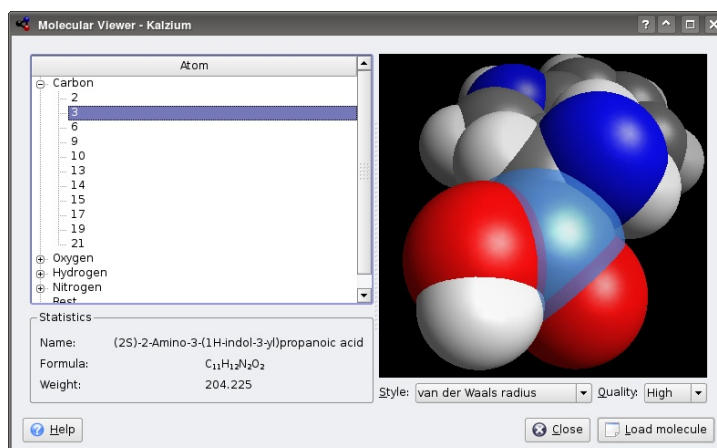 Molecular Viewer - Kalzium
Atom
Carbon
2
3
6
9
10
13
14
15
17
19
21
Oxygen
Hydrogen
Nitrogen
Rest
Statistics
Name: (2S)-2-Amino-3-(1H-indol-3-yl)propanoic acid
Formula: C₁₁H₁₂N₂O₂
Weight: 204.225
Style: van der Waals radius Quality: High
Help Close Load molecule